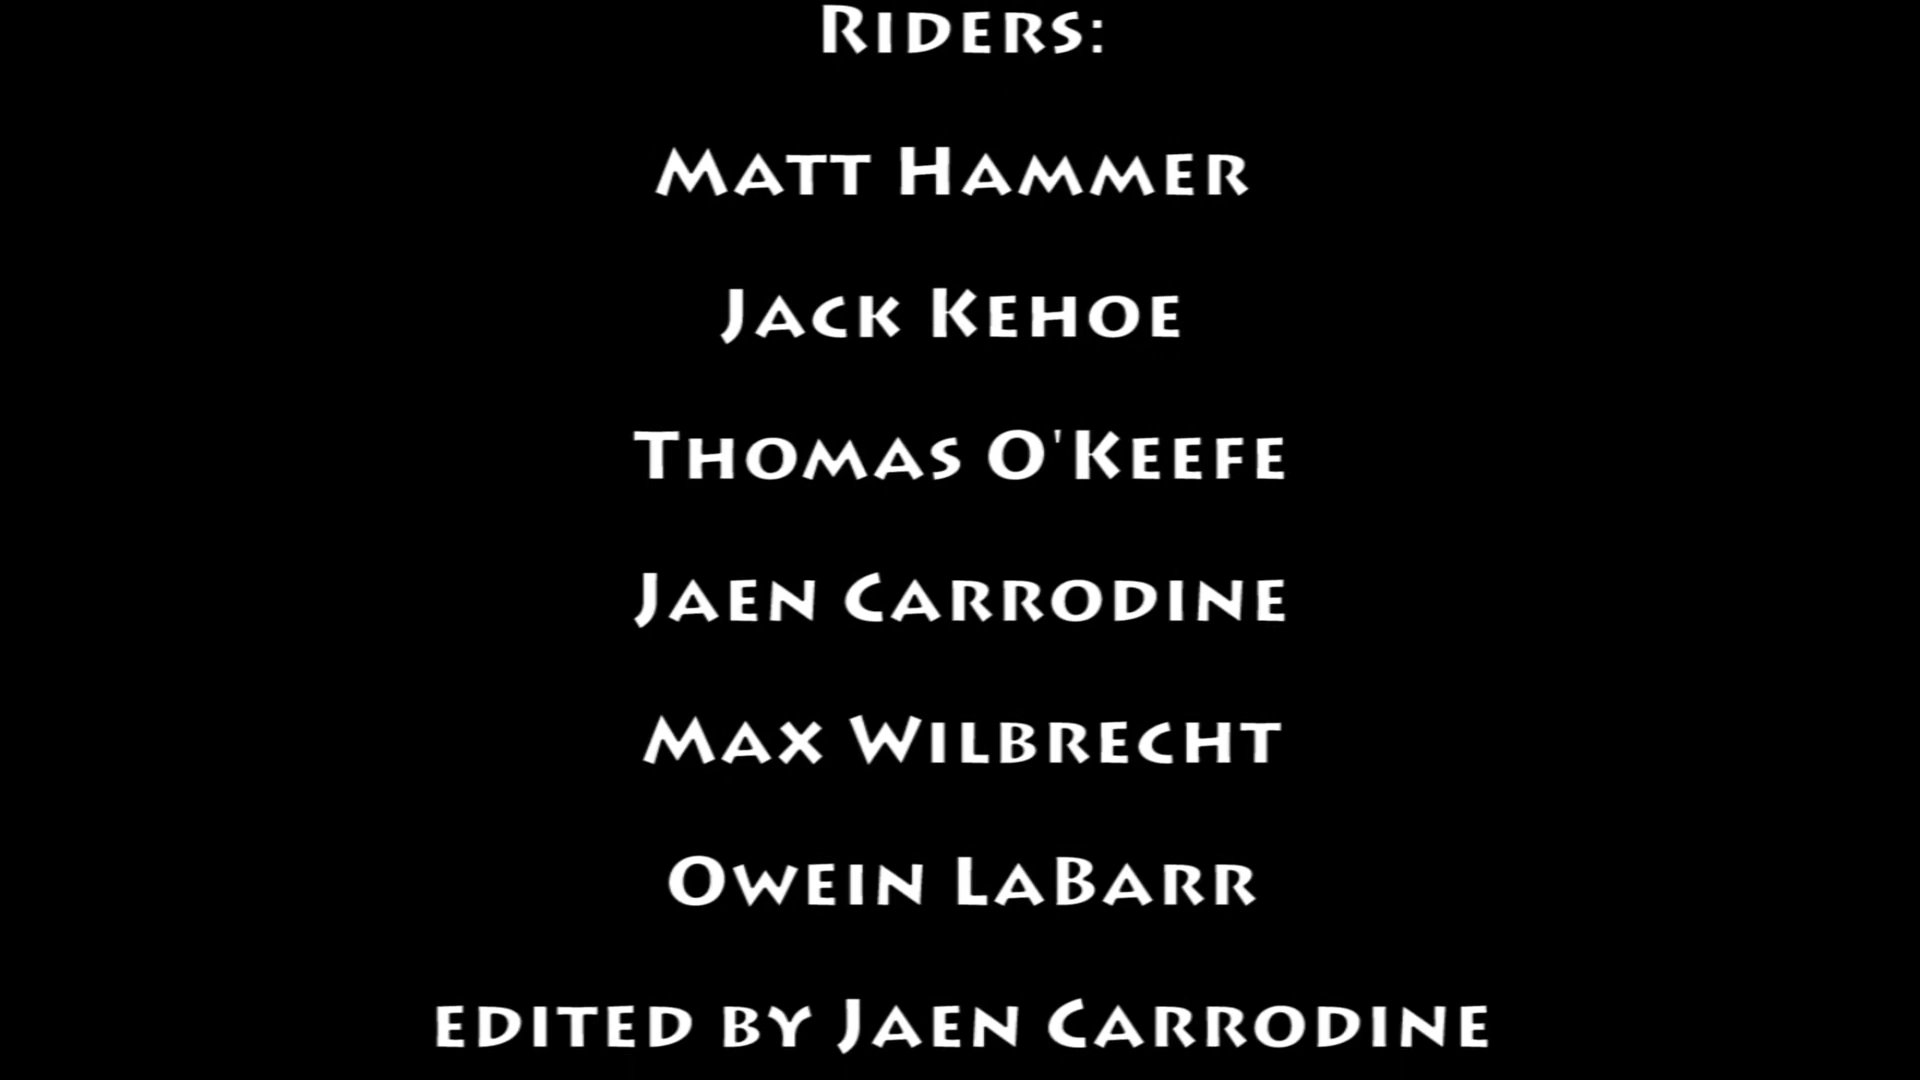 Riders:
Matt Hammer
Jack Kehoe
Thomas O'Keefe
Jaen Carrodine
Max Wilbrecht
Owein LaBarr
edited by Jaen Carrodine